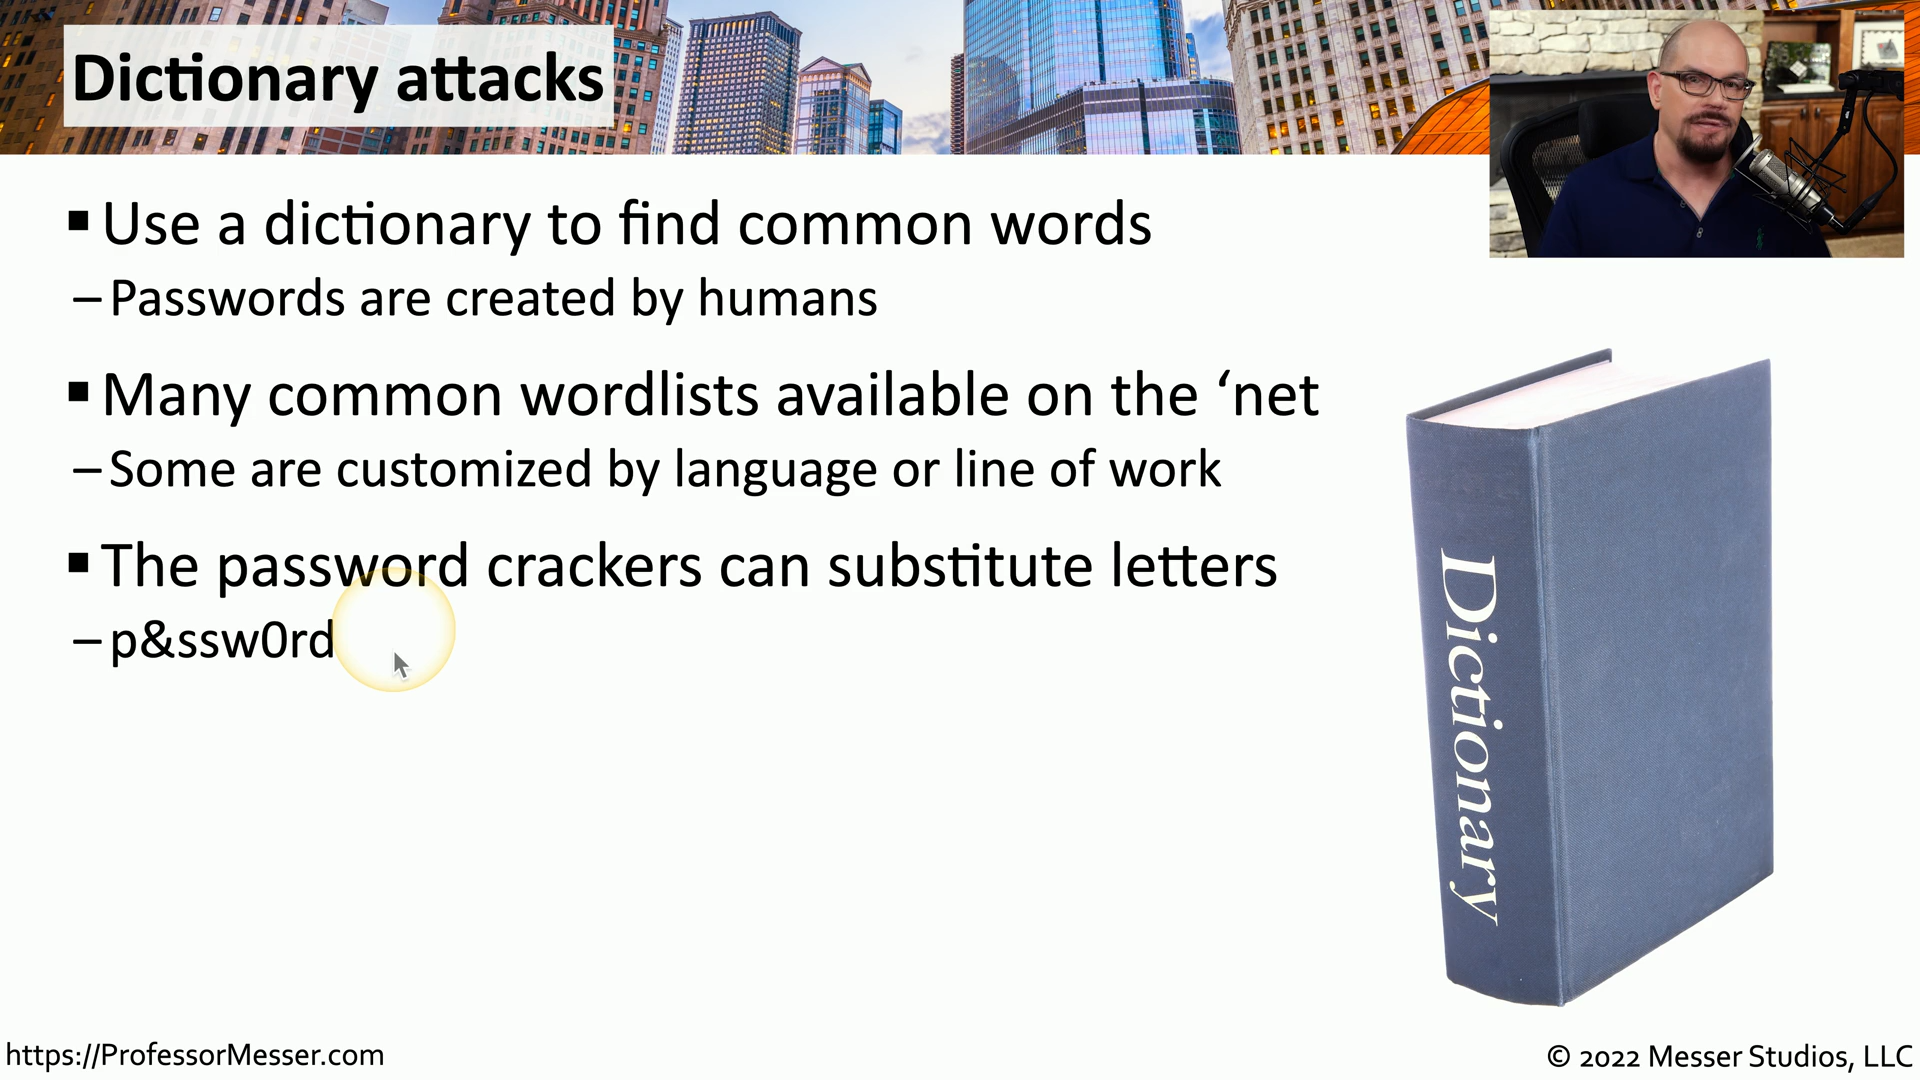 Dictionary attacks
▪ Use a dictionary to find common words
– Passwords are created by humans
▪ Many common wordlists available on the ‘net
– Some are customized by language or line of work
▪ The password crackers can substitute letters
– p&ssw0rd
Dictionary
https://ProfessorMesser.com
© 2022 Messer Studios, LLC